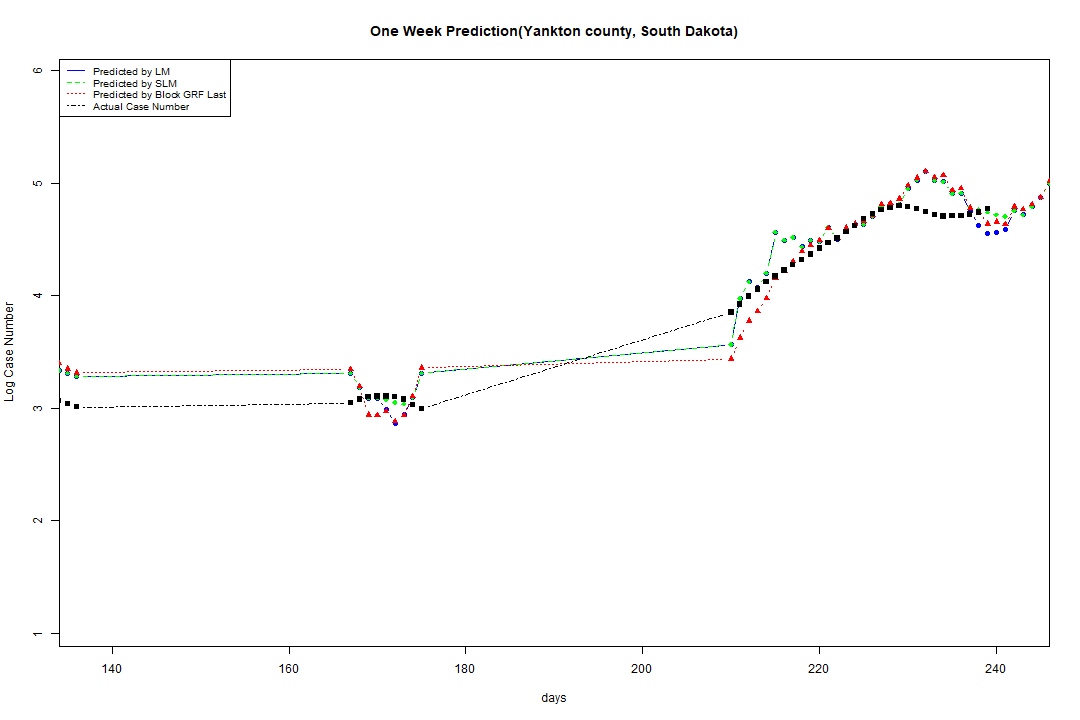 One Week Prediction(Yankton county, South Dakota)
Predicted by LM
Predicted by SLM
Predicted by Block GRF Last
Actual Case Number
Log Case Number
6
5
4
3
2
1
140 160 180 200 220 240
days